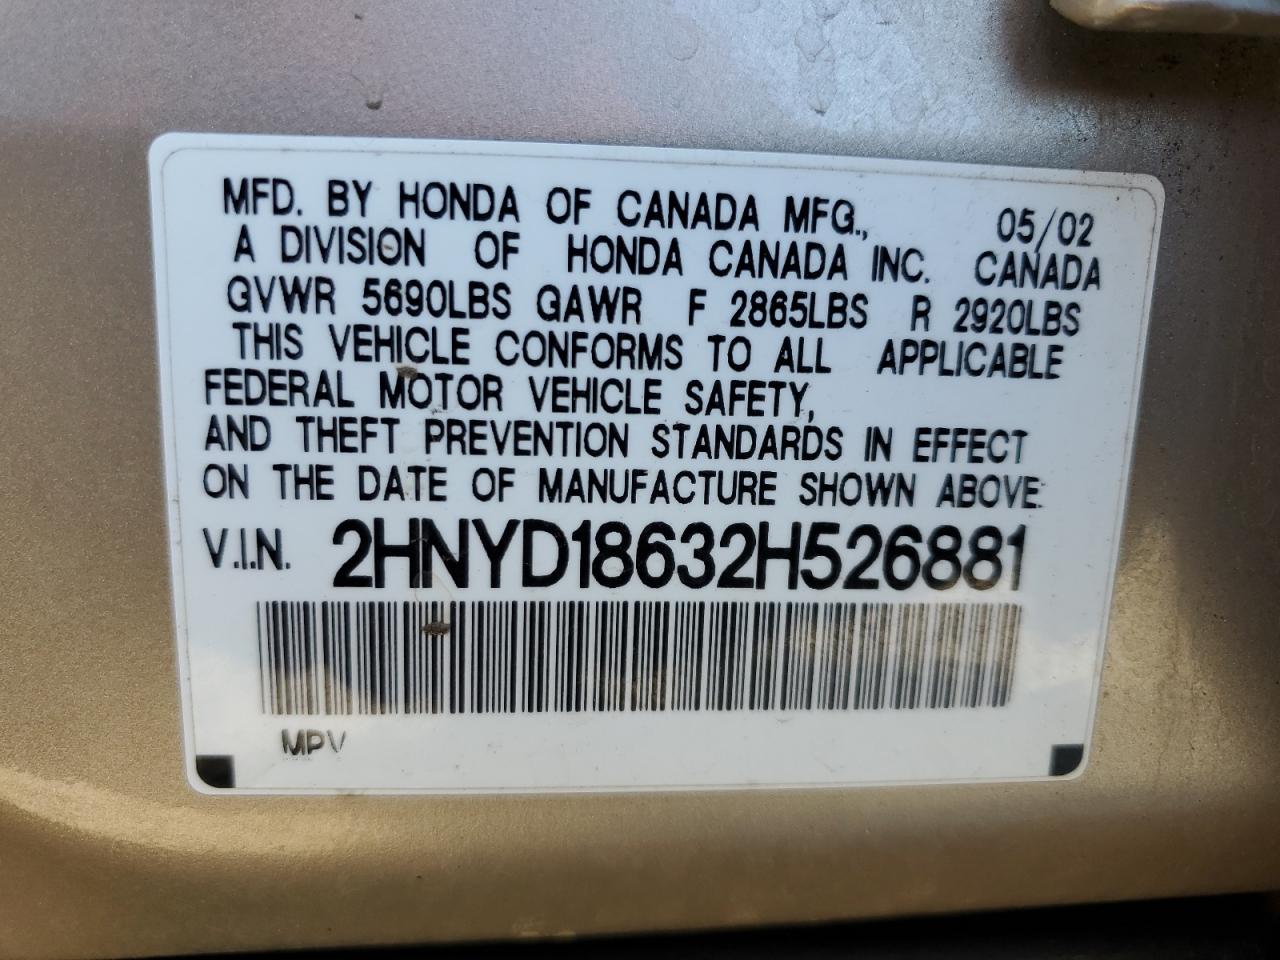 MFD. BY HONDA OF CANADA MFG., 05/02
A DIVISION OF HONDA CANADA INC. CANADA
GVWR 5690LBS GAWR F 2865LBS R 2920LBS
THIS VEHICLE CONFORMS TO ALL APPLICABLE
FEDERAL MOTOR VEHICLE SAFETY,
AND THEFT PREVENTION STANDARDS IN EFFECT
ON THE DATE OF MANUFACTURE SHOWN ABOVE.
V.I.N. 2HNYD18632H526881
MPV